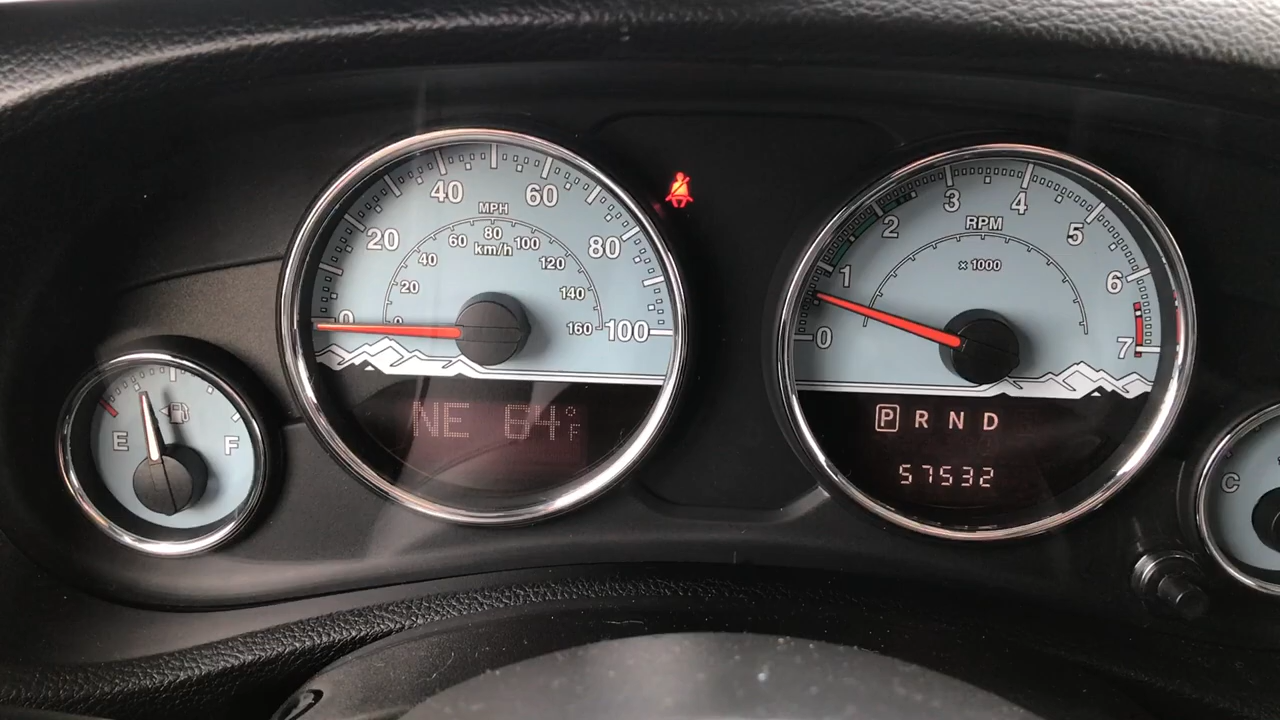 40 60
MPH
20 80
60 80 100
km/h
40 120
20 140
0 0 160 100
E F
NE 64°F
3 4
2 RPM 5
x 1000
1 6
0 7
P R N D
57532
C